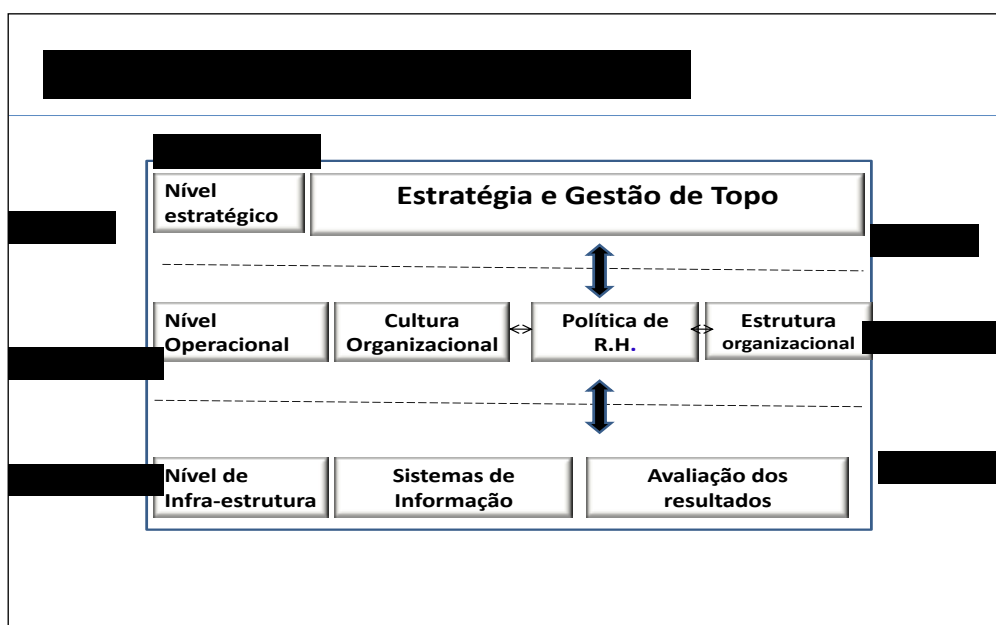 Nível
estratégico
Estratégia e Gestão de Topo
Nível
Operacional
Cultura
Organizacional
Política de
R.H.
Estrutura
organizacional
Nível de
Infra-estrutura
Sistemas de
Informação
Avaliação dos
resultados